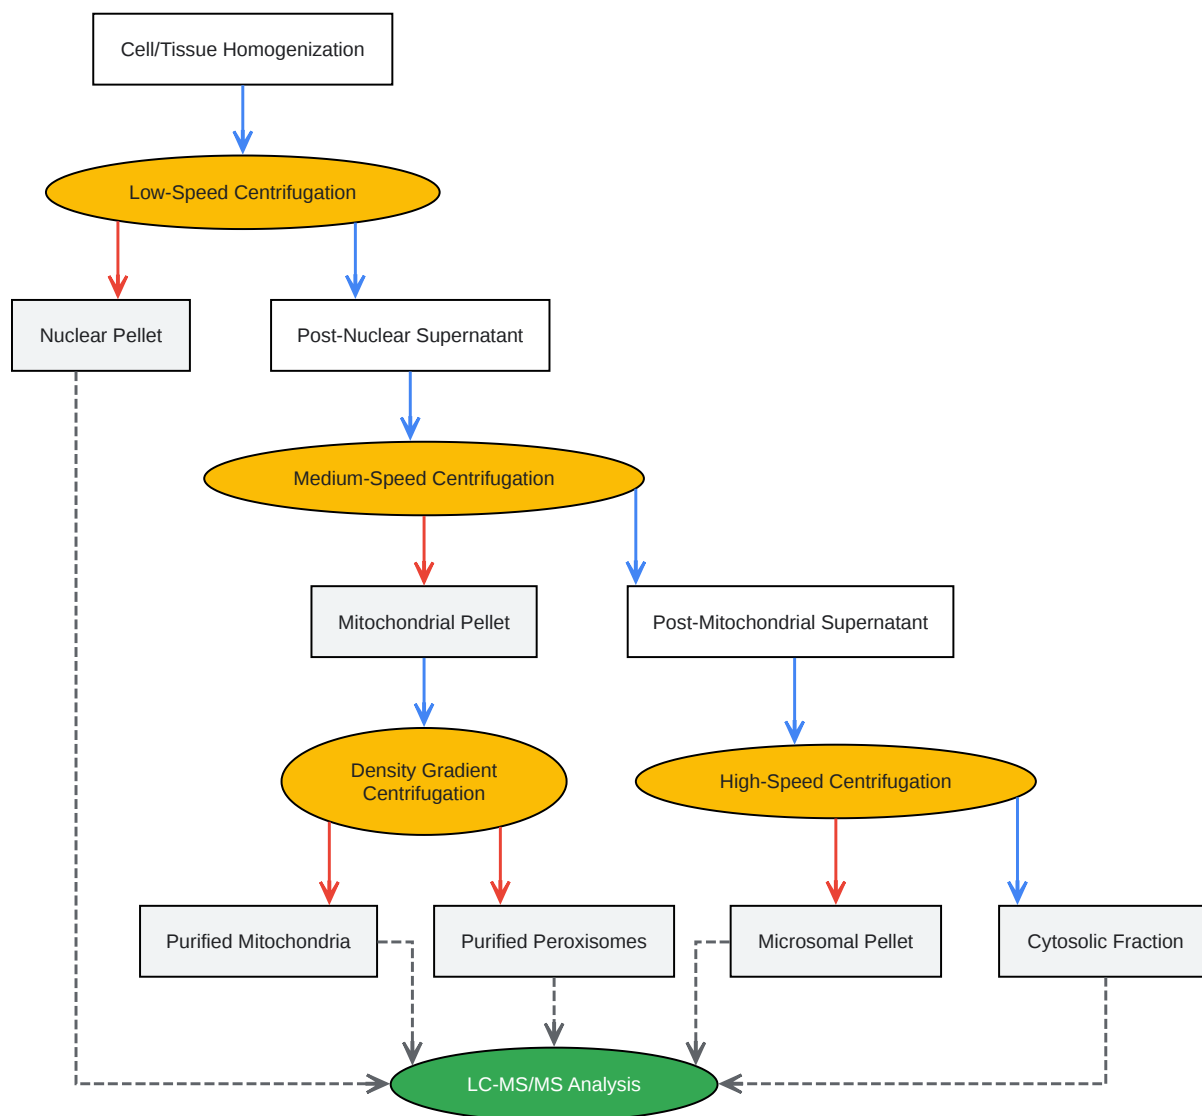 Cell/Tissue Homogenization
Low-Speed Centrifugation
Nuclear Pellet
Post-Nuclear Supernatant
Medium-Speed Centrifugation
Mitochondrial Pellet
Post-Mitochondrial Supernatant
Density Gradient
Centrifugation
High-Speed Centrifugation
Purified Mitochondria
Purified Peroxisomes
Microsomal Pellet
Cytosolic Fraction
LC-MS/MS Analysis